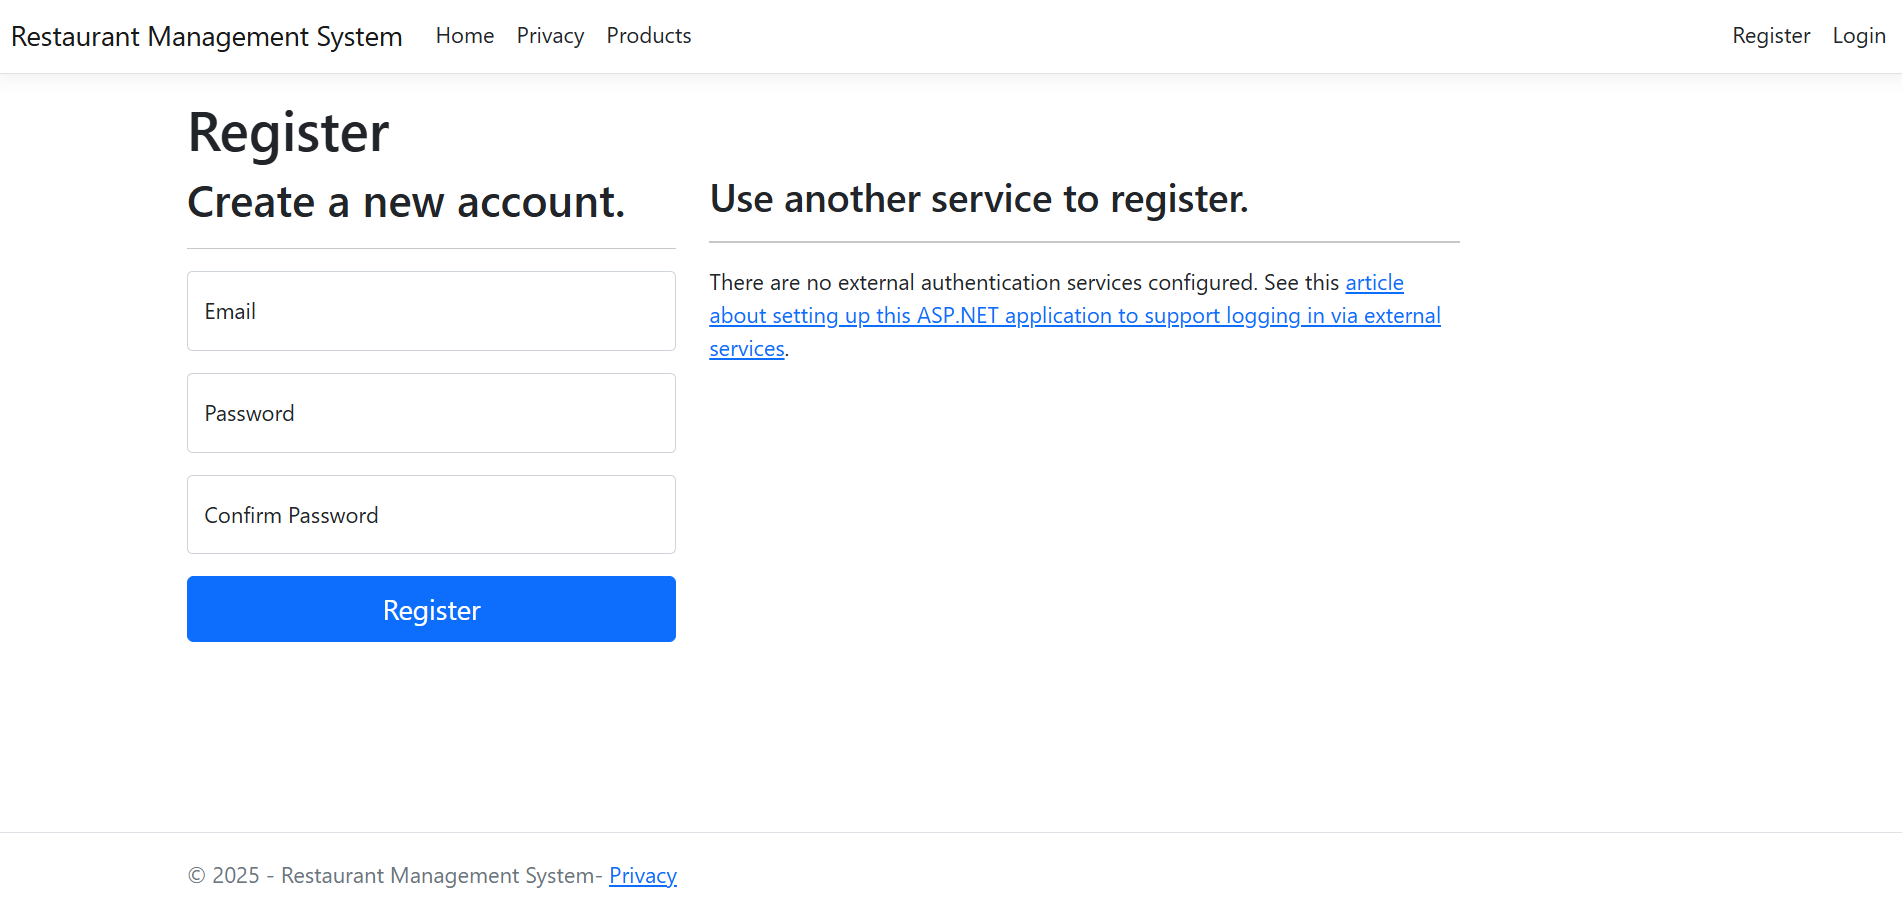 Restaurant Management System Home Privacy Products Register Login
Register
Create a new account.
Email
Password
Confirm Password
Register
Use another service to register.
There are no external authentication services configured. See this article
about setting up this ASP.NET application to support logging in via external
services.
© 2025 - Restaurant Management System- Privacy